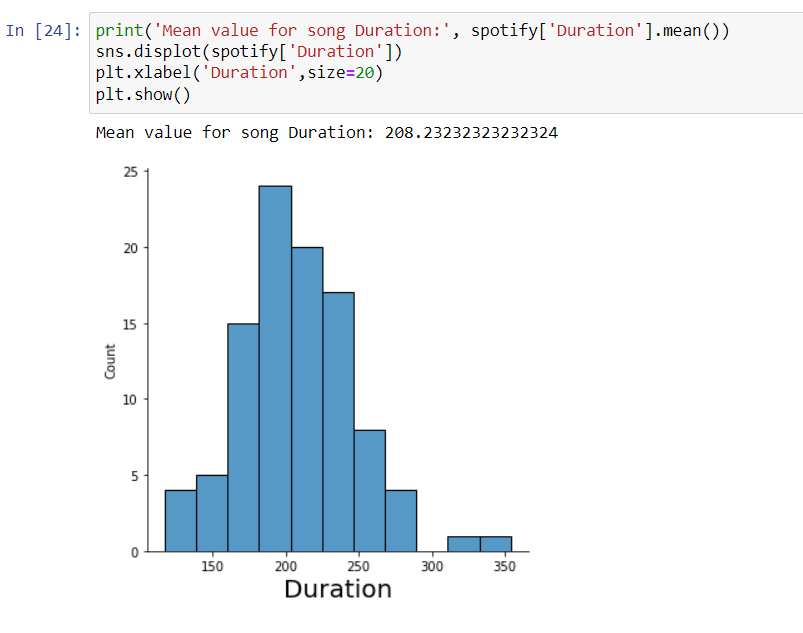 In [24]: print('Mean value for song Duration:', spotify['Duration'].mean())
sns.displot(spotify['Duration'])
plt.xlabel('Duration',size=20)
plt.show()
Mean value for song Duration: 208.23232323232324
25
20
15
10
5
0
Count
150 200 250 300 350
Duration